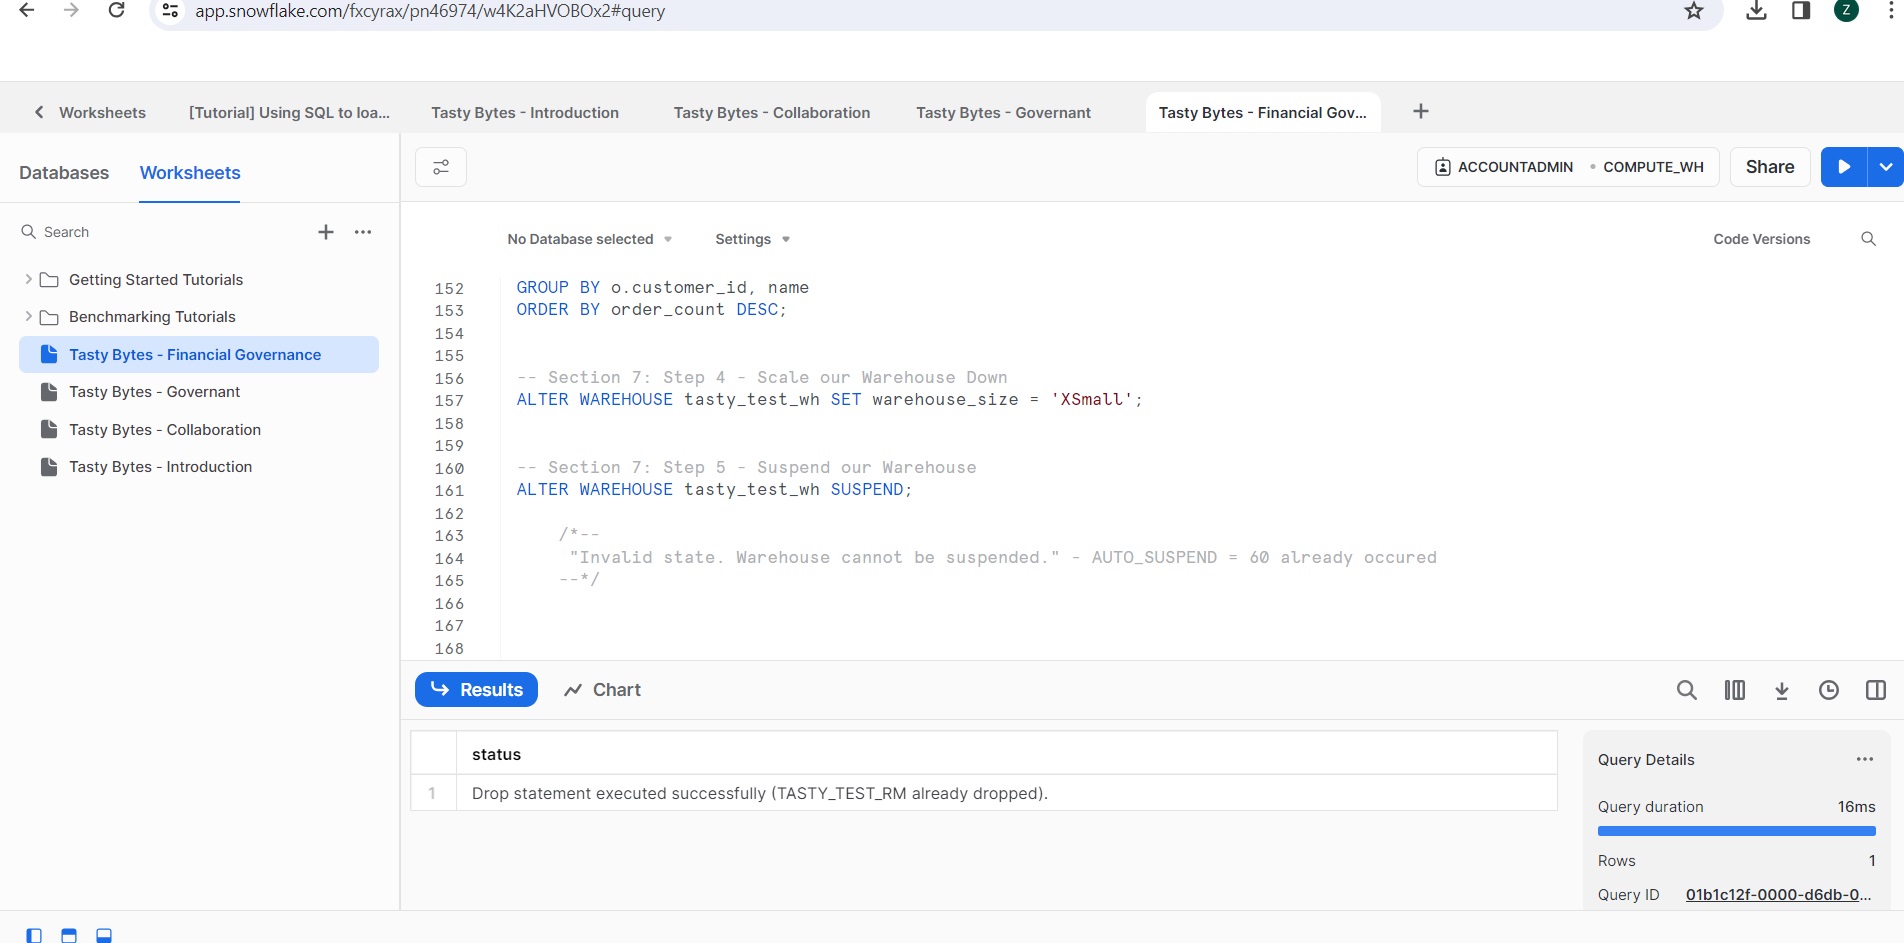 app.snowflake.com/fxcyrax/pn46974/w4K2aHVOBOx2#query
Z
Worksheets
[Tutorial] Using SQL to loa...
Tasty Bytes - Introduction
Tasty Bytes - Collaboration
Tasty Bytes - Governant
Tasty Bytes - Financial Gov...
Databases
Worksheets
Search
Getting Started Tutorials
Benchmarking Tutorials
Tasty Bytes - Financial Governance
Tasty Bytes - Governant
Tasty Bytes - Collaboration
Tasty Bytes - Introduction
ACCOUNTADMIN • COMPUTE_WH
Share
No Database selected
Settings
Code Versions
152 GROUP BY o.customer_id, name
153 ORDER BY order_count DESC;
154
155
156 -- Section 7: Step 4 - Scale our Warehouse Down
157 ALTER WAREHOUSE tasty_test_wh SET warehouse_size = 'XSmall';
158
159
160 -- Section 7: Step 5 - Suspend our Warehouse
161 ALTER WAREHOUSE tasty_test_wh SUSPEND;
162
163 /*--
164 "Invalid state. Warehouse cannot be suspended." - AUTO_SUSPEND = 60 already occured
165 --*/
166
167
168
Results
Chart
status
1 Drop statement executed successfully (TASTY_TEST_RM already dropped).
Query Details
Query duration 16ms
Rows 1
Query ID 01b1c12f-0000-d6db-0...